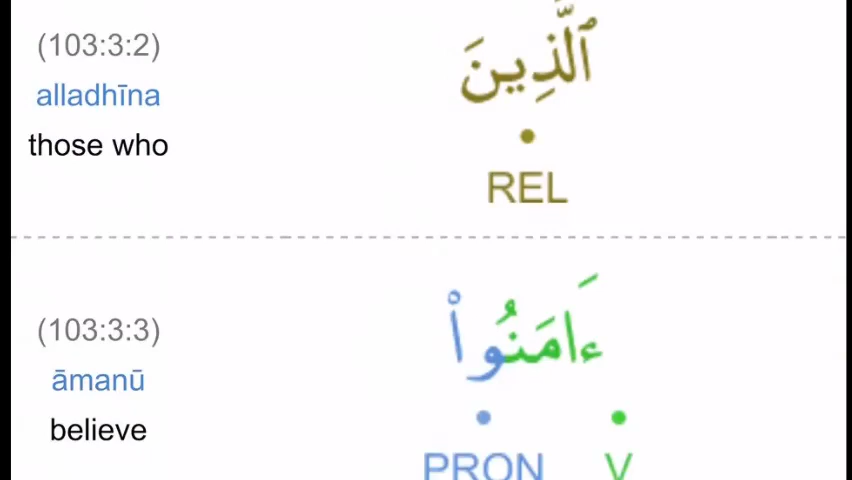 (103:3:2)
alladhīna
those who
ٱلَّذِينَ
REL
(103:3:3)
āmanū
believe
ءَامَنُوا۟
PRON V